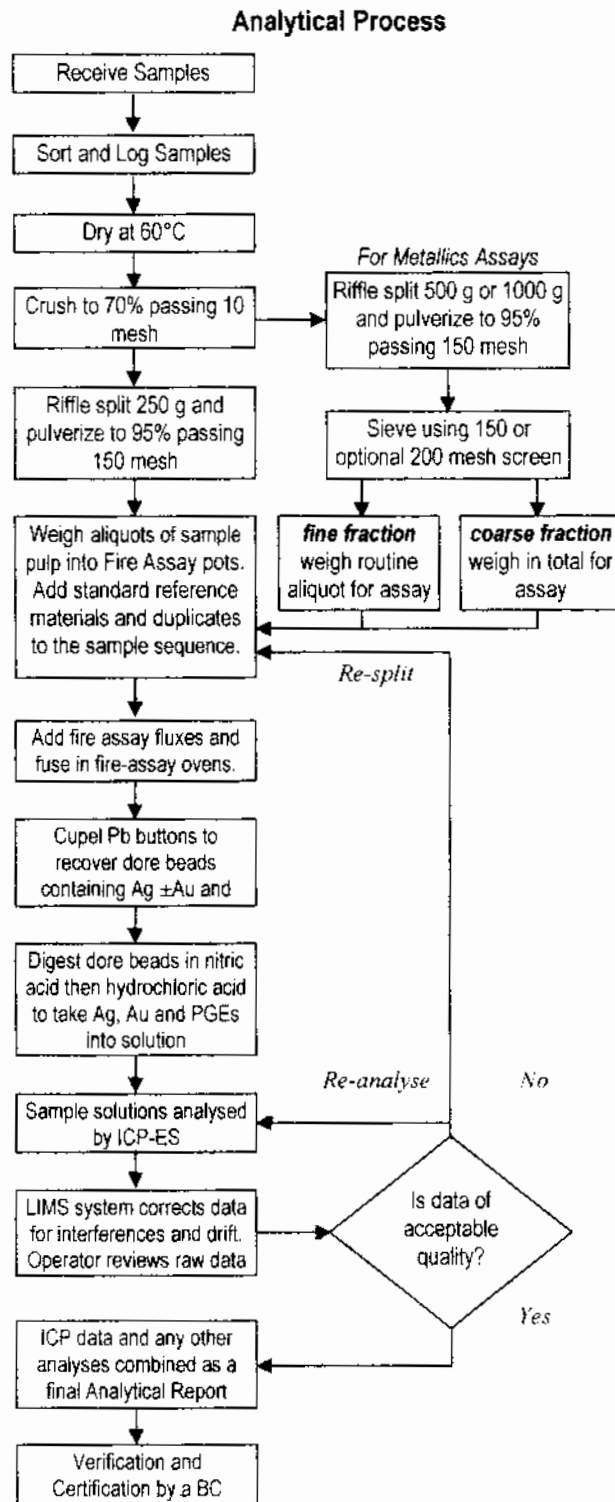 Analytical Process
Receive Samples
Sort and Log Samples
Dry at 60°C
Crush to 70% passing 10
mesh
For Metallics Assays
Riffle split 500 g or 1000 g
and pulverize to 95%
passing 150 mesh
Riffle split 250 g and
pulverize to 95% passing
150 mesh
Sieve using 150 or
optional 200 mesh screen
Weigh aliquots of sample
pulp into Fire Assay pots.
Add standard reference
materials and duplicates
to the sample sequence.
fine fraction
weigh routine
aliquot for assay
coarse fraction
weigh in total for
assay
Re-split
Add fire assay fluxes and
fuse in fire-assay ovens.
Cupel Pb buttons to
recover dore beads
containing Ag ±Au and
Digest dore beads in nitric
acid then hydrochloric acid
to take Ag, Au and PGEs
into solution
Re-analyse
No
Sample solutions analysed
by ICP-ES
LIMS system corrects data
for interferences and drift.
Operator reviews raw data
Is data of
acceptable
quality?
Yes
ICP data and any other
analyses combined as a
final Analytical Report
Verification and
Certification by a BC